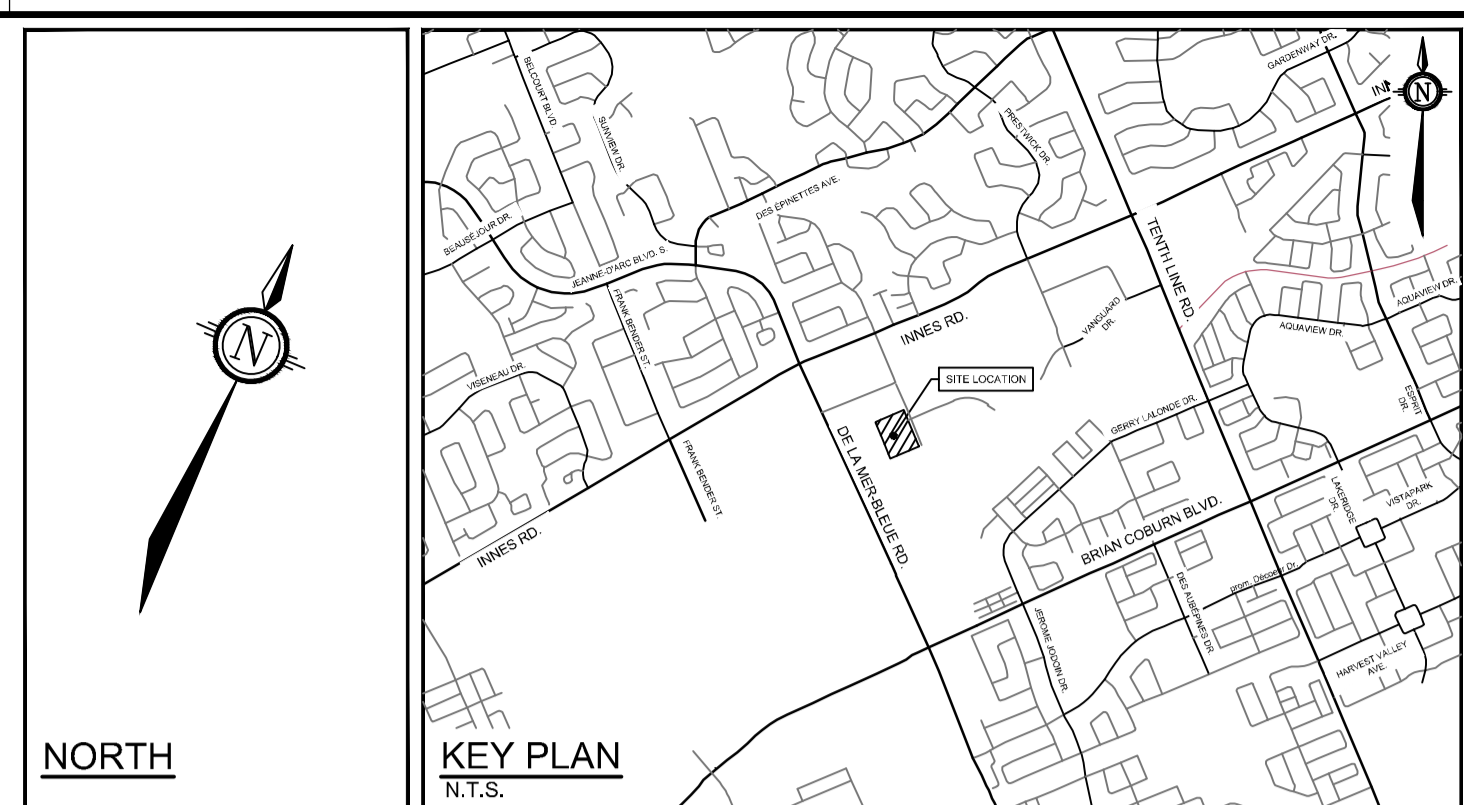 N
NORTH
BELCOURT BLVD.
SUNVIEW DR.
BEAUSÉJOUR DR.
JEANNE-D'ARC BLVD. S.
DES ÉPINETTES AVE.
PRESTWICK DR.
GARDENWAY DR.
N
TENTH LINE RD.
INNES RD.
VANGUARD
DR.
AQUAVIEW DR.
AQUAVIEW DR.
FRANK BENDER ST.
VISENEAU DR.
SITE LOCATION
ESPRIT
DR.
GERRY LALONDE DR.
DE LA MER-BLEUE RD.
FRANK BENDER ST.
INNES RD.
BRIAN COBURN BLVD.
LAKERIDGE
DR.
VISTAPARK
DR.
prom. Décoeur Dr.
DES AUBÉPINES DR.
JEROME JODOIN DR.
HARVEST VALLEY
AVE.
KEY PLAN
N.T.S.